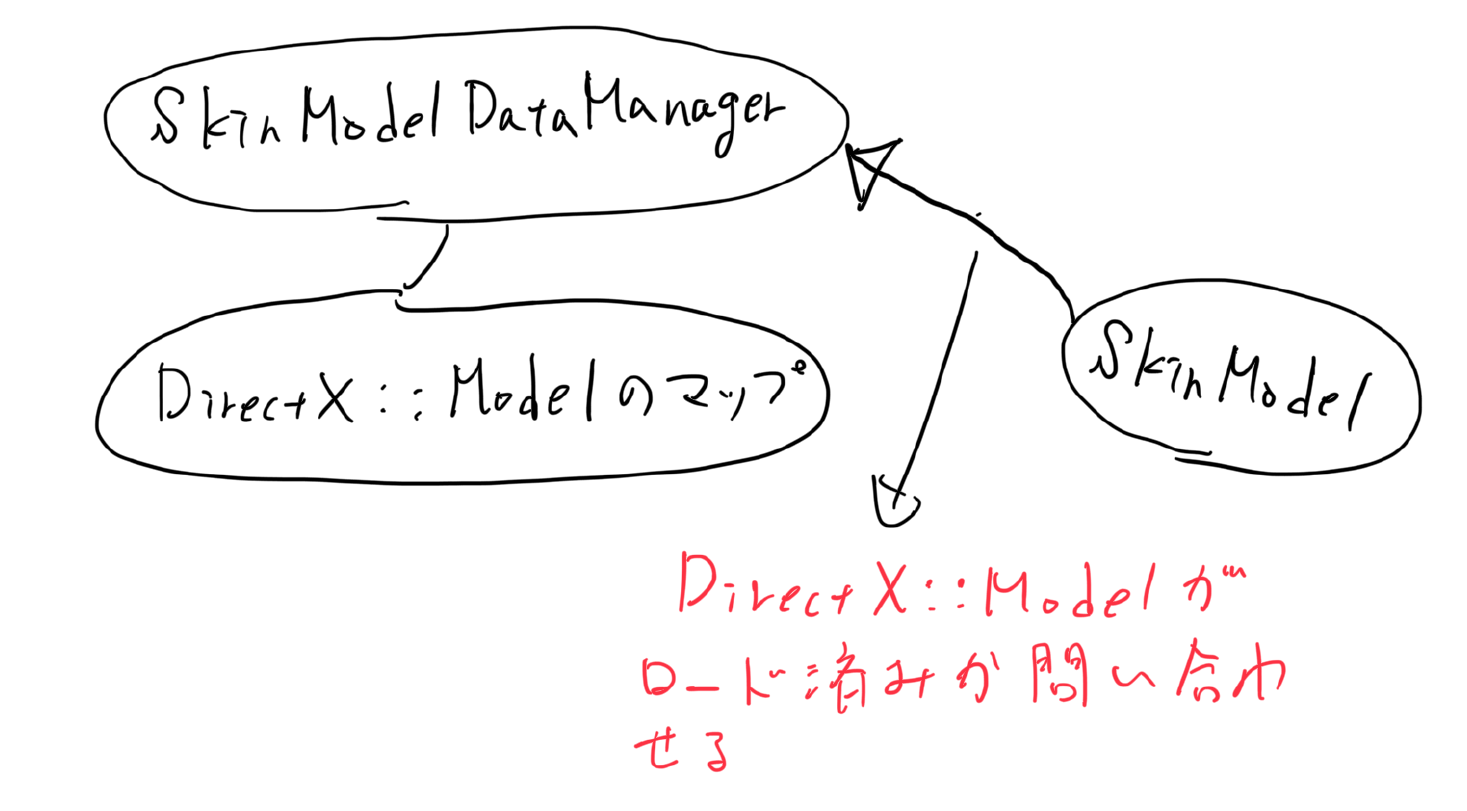 SkinModelDataManager
DirectX::Modelのマップ
SkinModel
DirectX::Modelが
ロード済みか問い合わ
せる